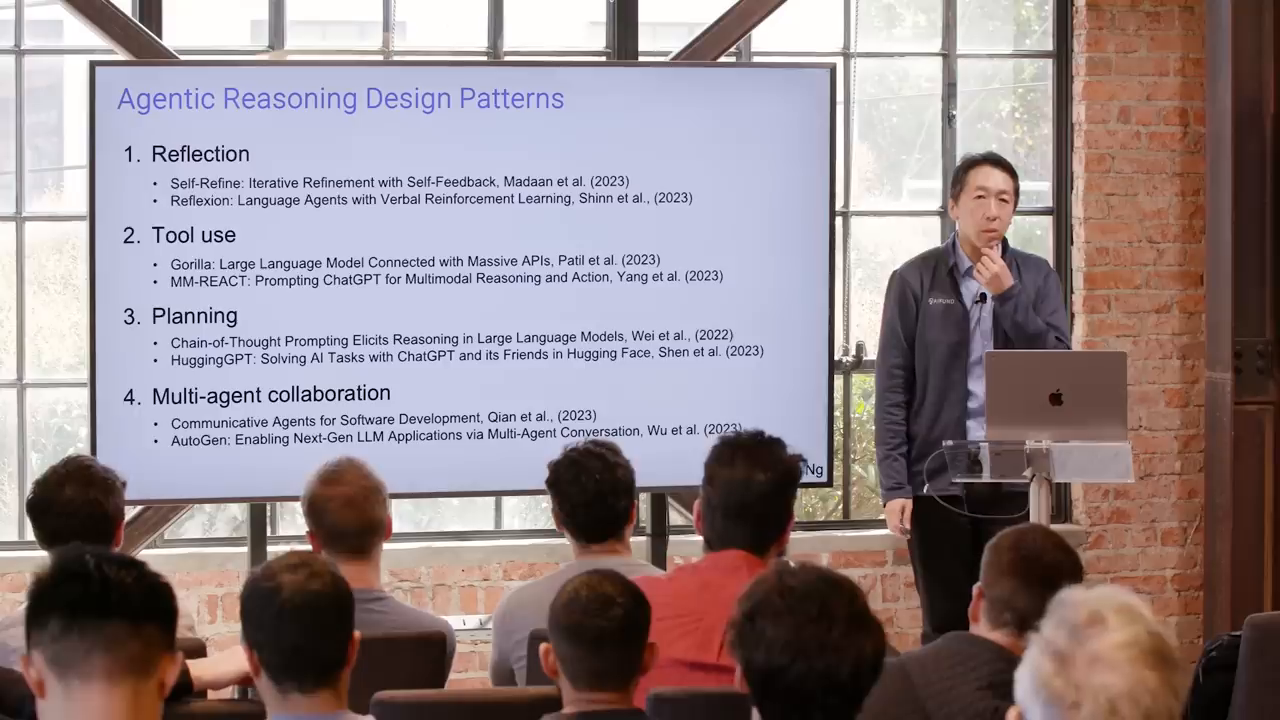 Agentic Reasoning Design Patterns
1. Reflection
• Self-Refine: Iterative Refinement with Self-Feedback, Madaan et al. (2023)
• Reflexion: Language Agents with Verbal Reinforcement Learning, Shinn et al., (2023)
2. Tool use
• Gorilla: Large Language Model Connected with Massive APIs, Patil et al. (2023)
• MM-REACT: Prompting ChatGPT for Multimodal Reasoning and Action, Yang et al. (2023)
3. Planning
• Chain-of-Thought Prompting Elicits Reasoning in Large Language Models, Wei et al., (2022)
• HuggingGPT: Solving AI Tasks with ChatGPT and its Friends in Hugging Face, Shen et al. (2023)
4. Multi-agent collaboration
• Communicative Agents for Software Development, Qian et al., (2023)
• AutoGen: Enabling Next-Gen LLM Applications via Multi-Agent Conversation, Wu et al. (2023)
Ng
AI FUND